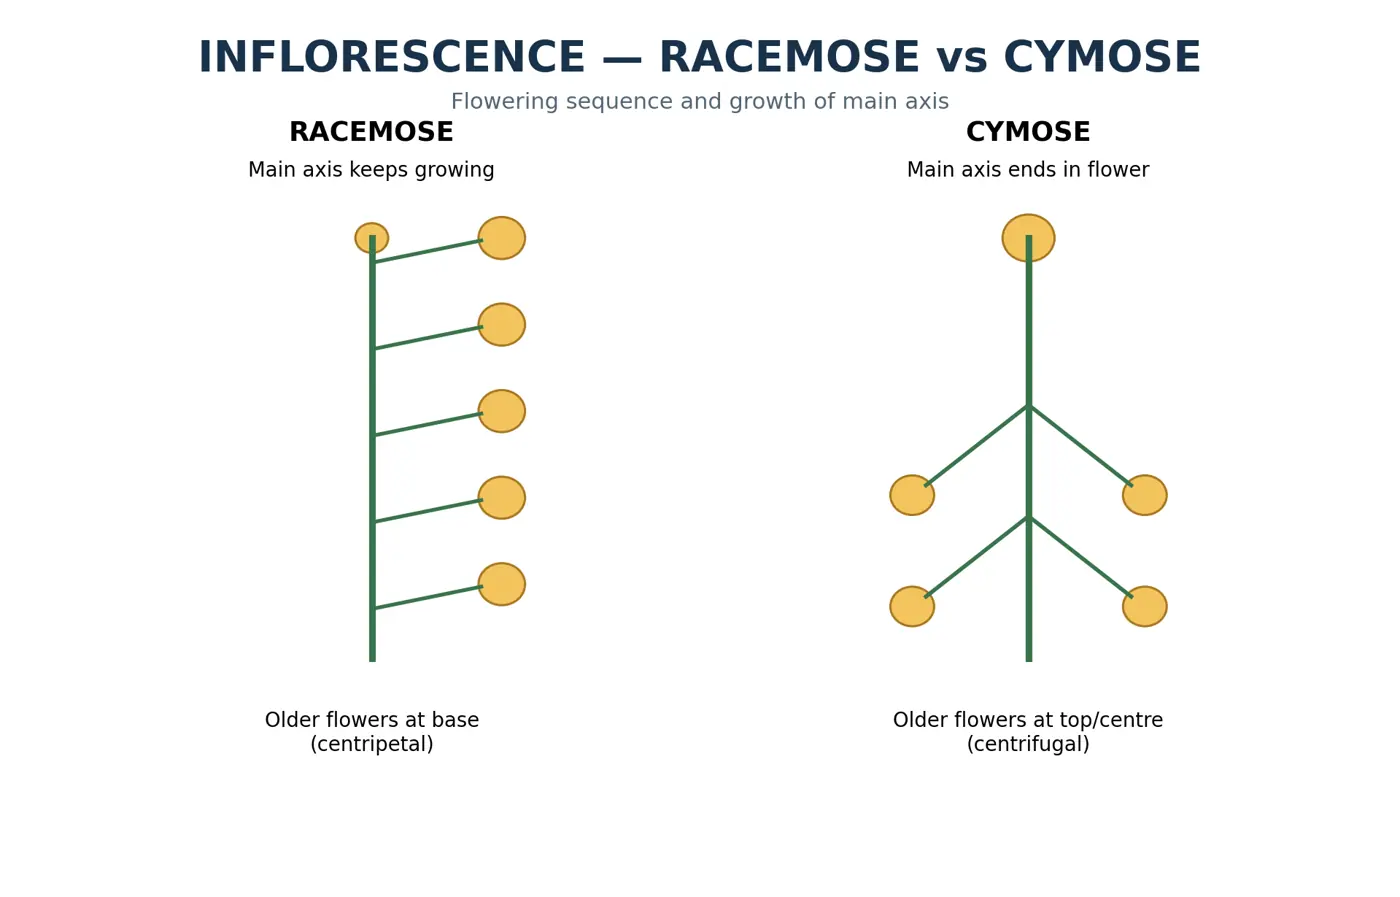 INFLORESCENCE — RACEMOSE vs CYMOSE
Flowering sequence and growth of main axis
RACEMOSE
Main axis keeps growing
Older flowers at base
(centripetal)
CYMOSE
Main axis ends in flower
Older flowers at top/centre
(centrifugal)